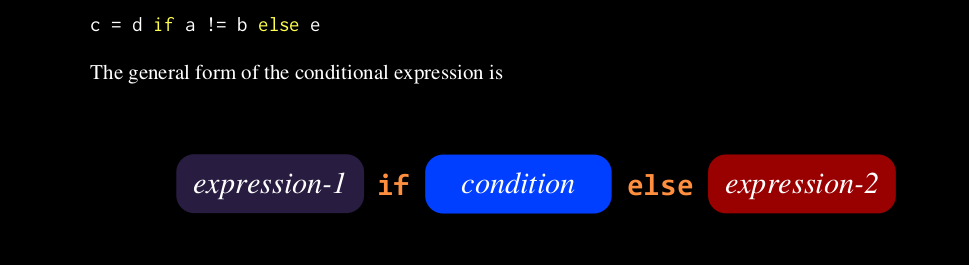 c = d if a != b else e
The general form of the conditional expression is
expression-1 if condition else expression-2